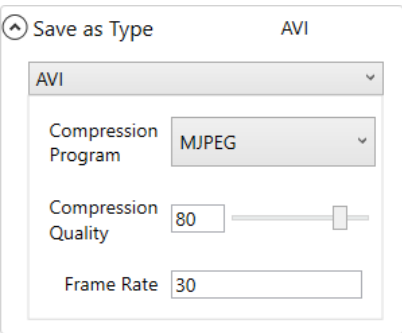 Save as Type AVI
AVI
Compression
Program
MJPEG
Compression
Quality
80
Frame Rate 30